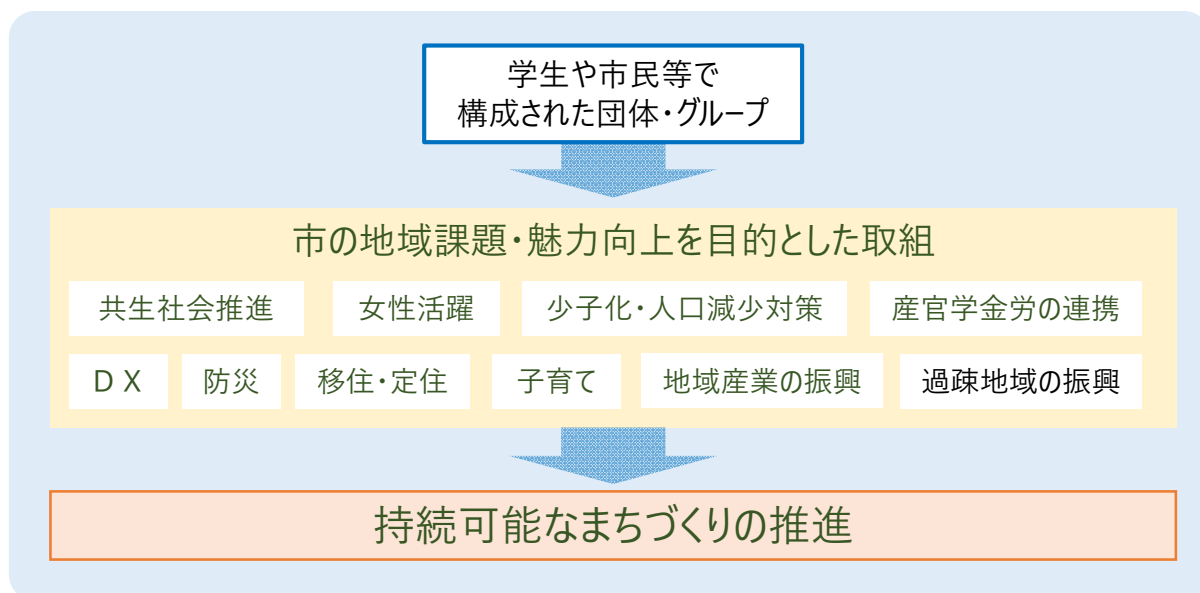 学生や市民等で
構成された団体・グループ
市の地域課題・魅力向上を目的とした取組
共生社会推進 女性活躍 少子化・人口減少対策 産官学金労の連携
ＤＸ 防災 移住・定住 子育て 地域産業の振興 過疎地域の振興
持続可能なまちづくりの推進